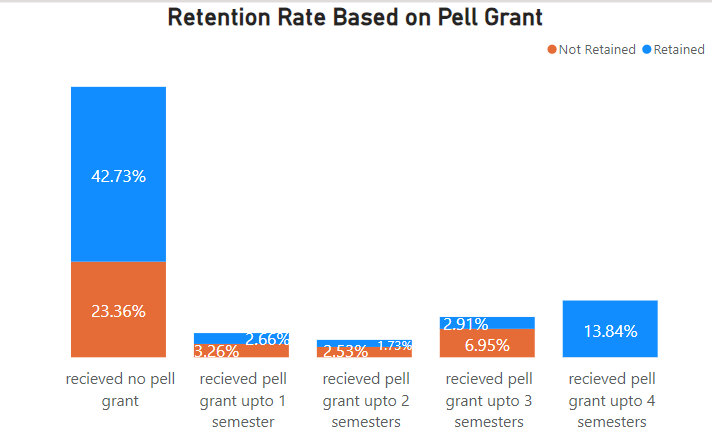 Retention Rate Based on Pell Grant
Not Retained Retained
42.73%
23.36%
2.66%
3.26%
1.73%
2.53%
2.91%
6.95%
13.84%
recieved no pell
grant
recieved pell
grant upto 1
semester
recieved pell
grant upto 2
semesters
recieved pell
grant upto 3
semesters
recieved pell
grant upto 4
semesters